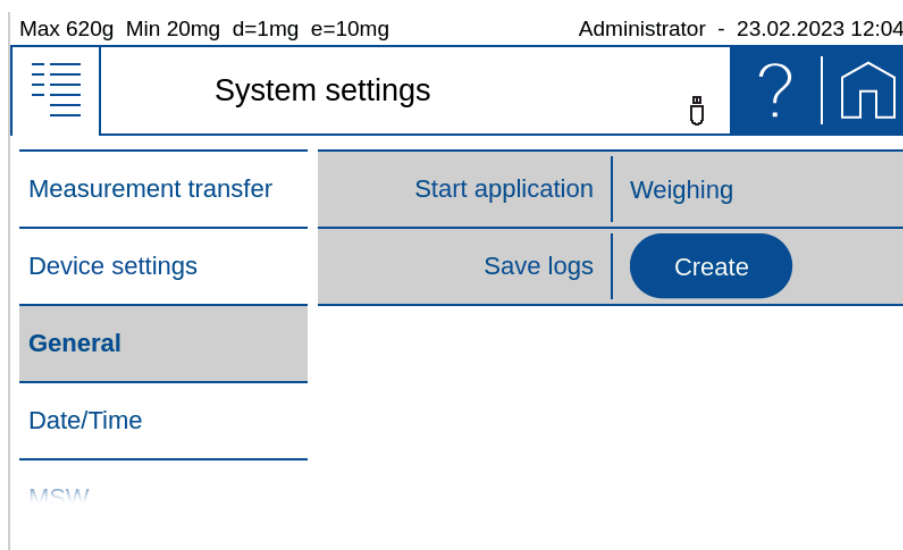 Max 620g Min 20mg d=1mg e=10mg Administrator - 23.02.2023 12:04
System settings
?
Measurement transfer
Start application
Weighing
Device settings
Save logs
Create
General
Date/Time
MSW